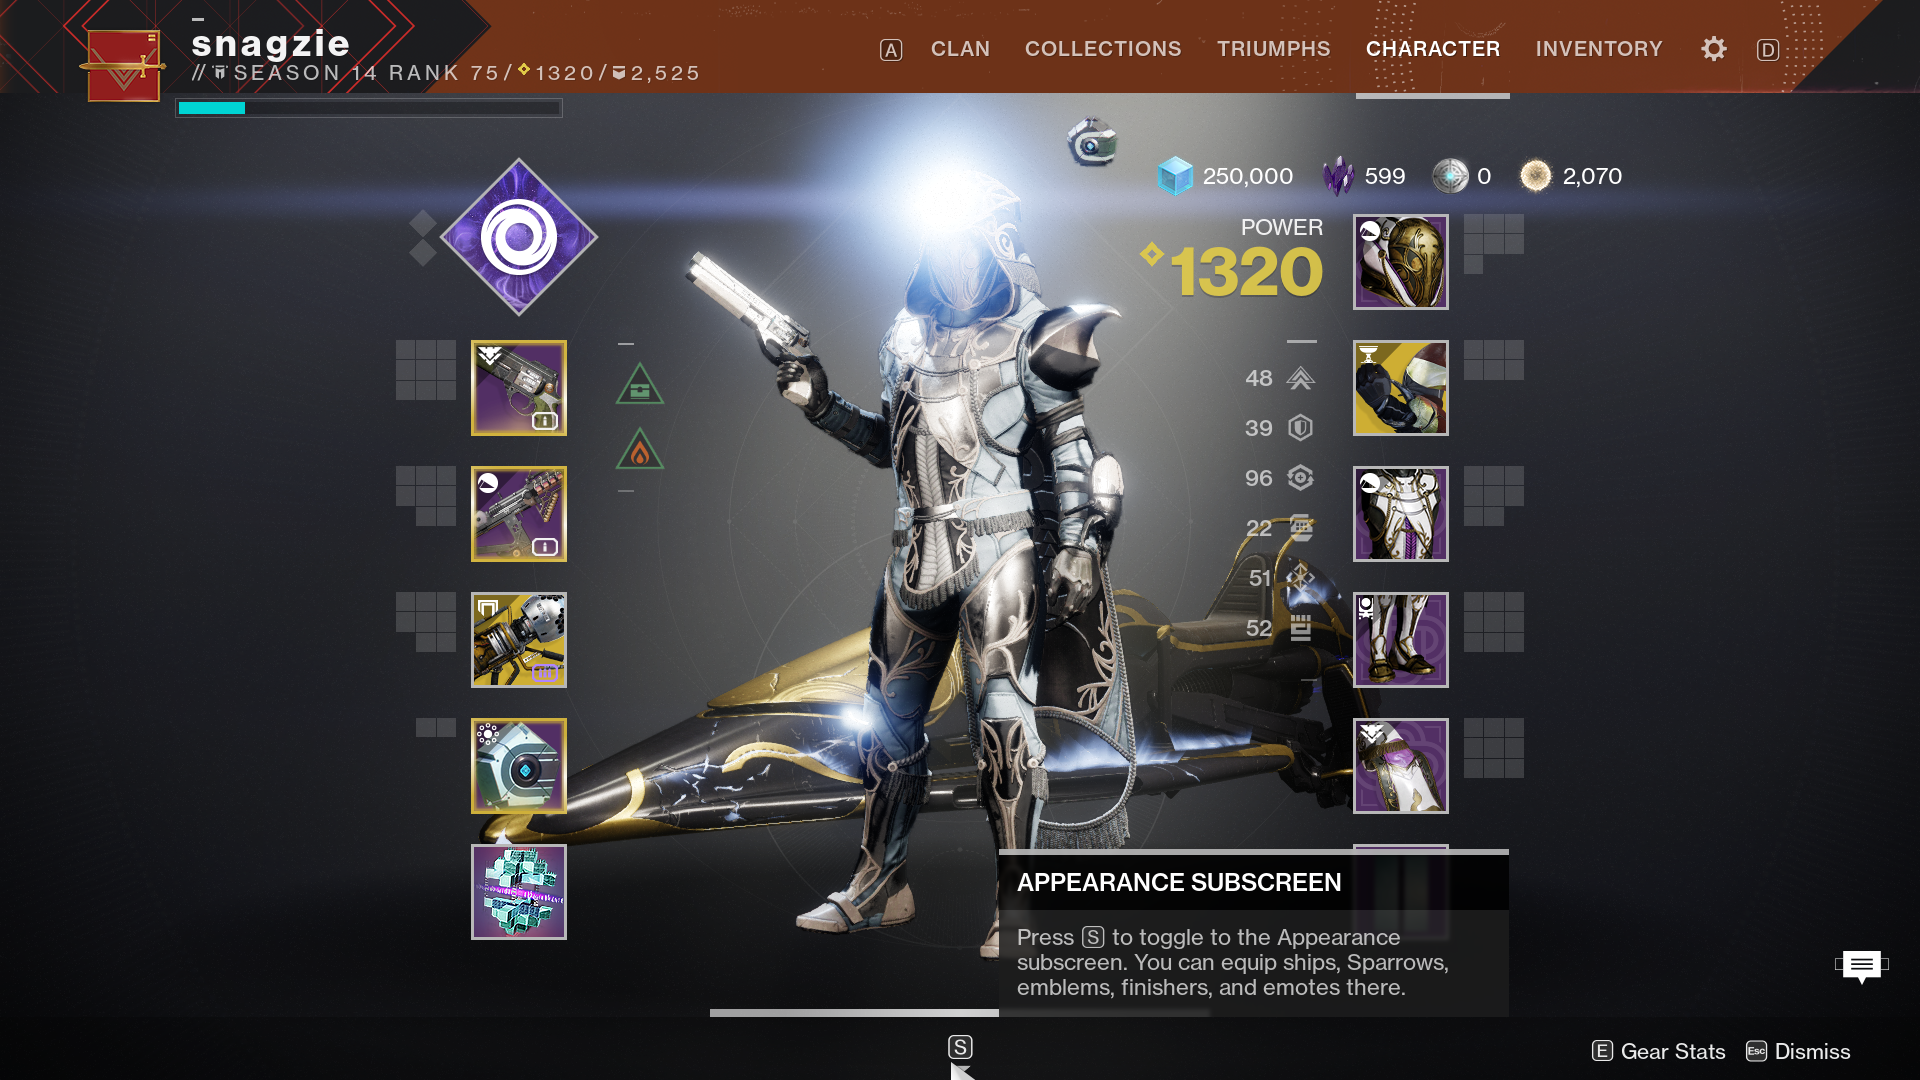 snagzie
// SEASON 14 RANK 75/1320/2,525
A CLAN COLLECTIONS TRIUMPHS CHARACTER INVENTORY D
250,000 599 0 2,070
POWER
1320
48
39
96
22
51
52
APPEARANCE SUBSCREEN
Press S to toggle to the Appearance
subscreen. You can equip ships, Sparrows,
emblems, finishers, and emotes there.
S
E Gear Stats Esc Dismiss